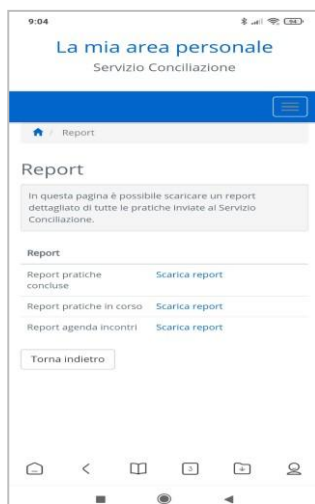 9:04
94
La mia area personale
Servizio Conciliazione
/ Report
Report
In questa pagina è possibile scaricare un report
dettagliato di tutte le pratiche inviate al Servizio
Conciliazione.
Report
Report pratiche concluse Scarica report
Report pratiche in corso Scarica report
Report agenda incontri Scarica report
Torna indietro
3